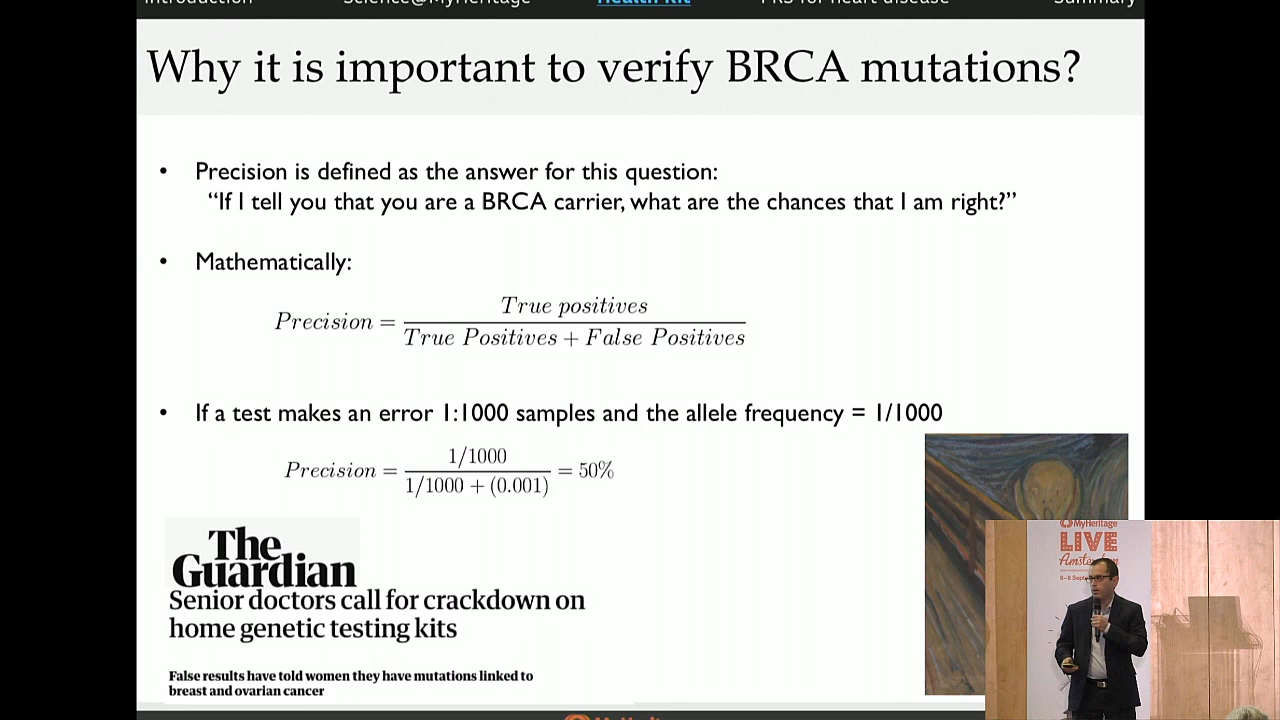 Introduction Science@MyHeritage Health Kit PRS for heart disease Summary
Why it is important to verify BRCA mutations?
• Precision is defined as the answer for this question:
“If I tell you that you are a BRCA carrier, what are the chances that I am right?”
• Mathematically:
Precision = True positives / True Positives + False Positives
• If a test makes an error 1:1000 samples and the allele frequency = 1/1000
Precision = 1/1000 / 1/1000 + (0.001) = 50%
The
Guardian
Senior doctors call for crackdown on
home genetic testing kits
False results have told women they have mutations linked to
breast and ovarian cancer
MyHeritage
LIVE
MyHeritage